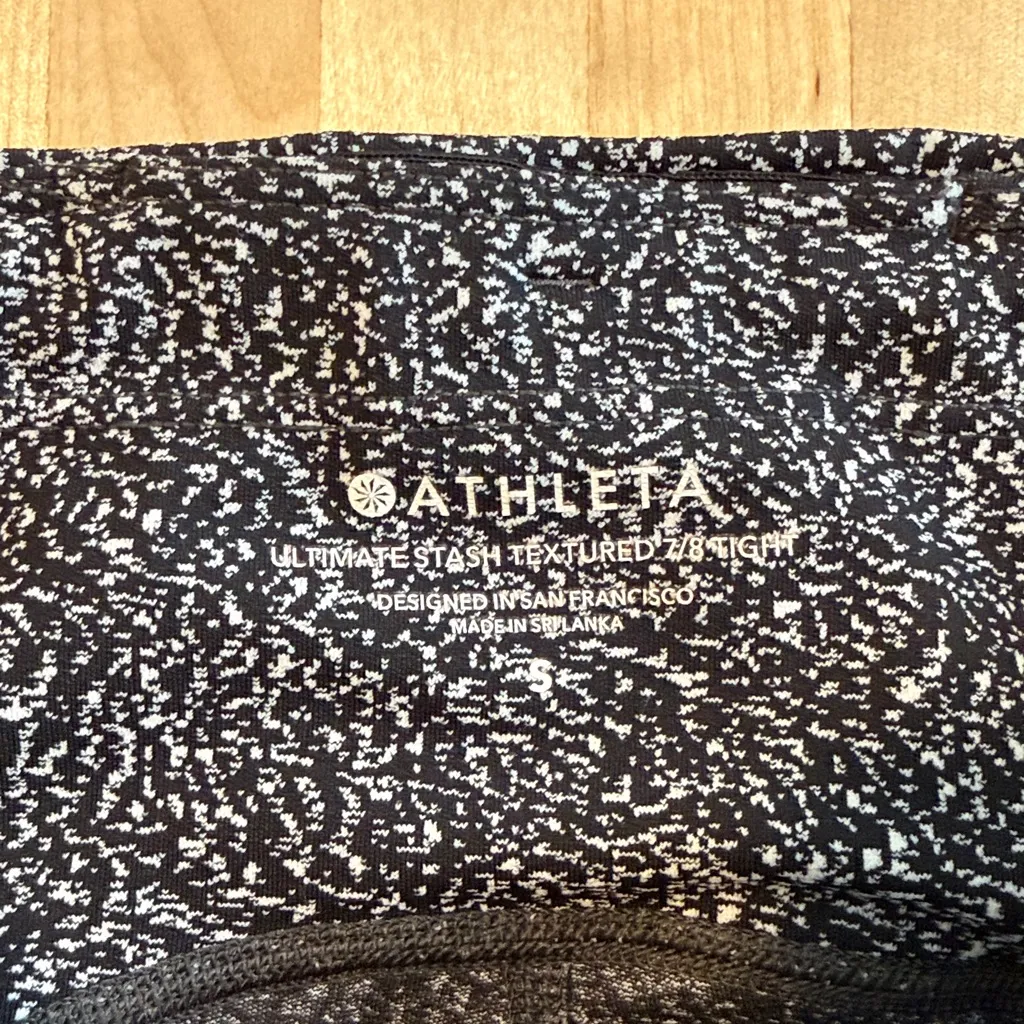 ATHLETA
ULTIMATE STASH TEXTURED 7/8 TIGHT
DESIGNED IN SAN FRANCISCO
MADE IN SRI LANKA
S